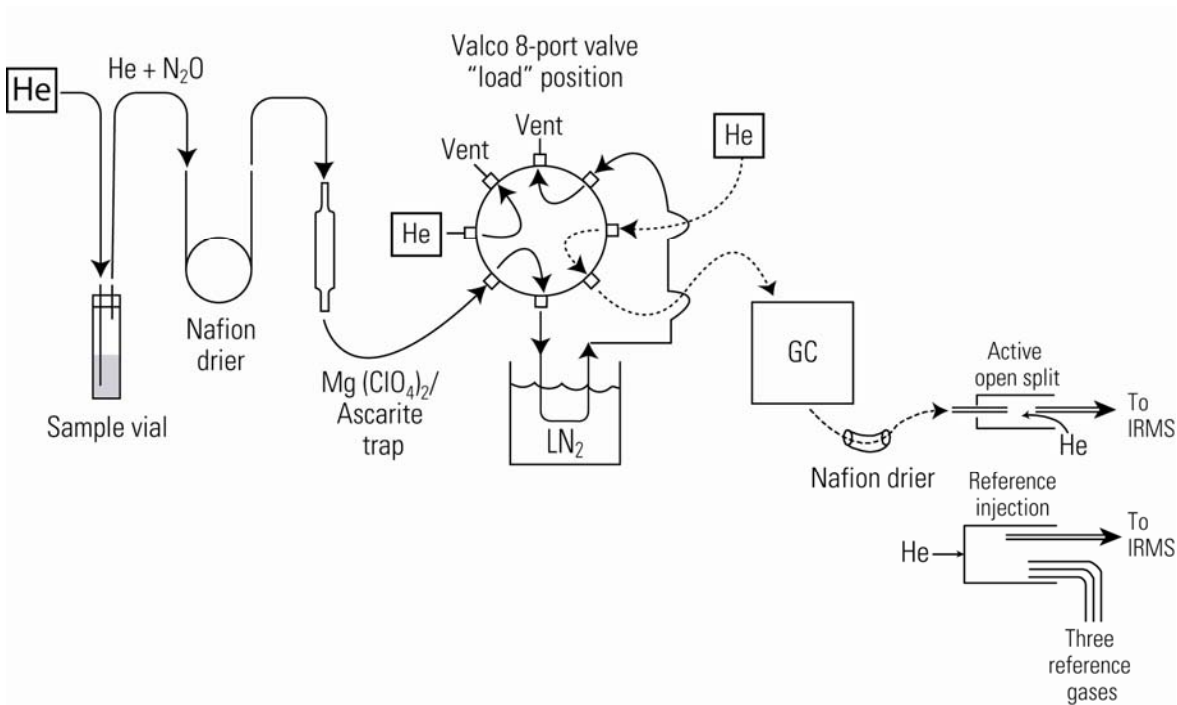 He
He + N₂O
Valco 8-port valve
“load” position
Vent
Vent
He
He
Nafion
drier
Sample vial
Mg (ClO₄)₂/
Ascarite
trap
LN₂
GC
Nafion drier
Active
open split
To
IRMS
He
Reference
injection
To
IRMS
He
Three
reference
gases